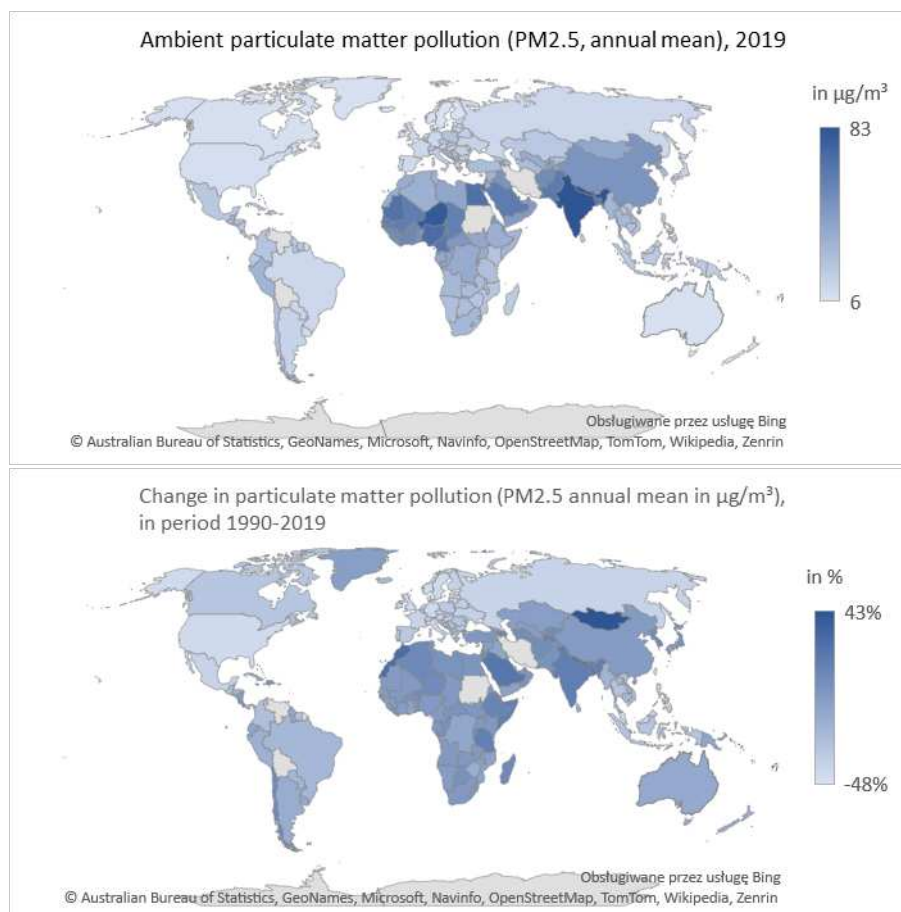 Ambient particulate matter pollution (PM2.5, annual mean), 2019
in µg/m³
83
6
Obsługiwane przez usługę Bing
© Australian Bureau of Statistics, GeoNames, Microsoft, Navinfo, OpenStreetMap, TomTom, Wikipedia, Zenrin
Change in particulate matter pollution (PM2.5 annual mean in µg/m³),
in period 1990-2019
in %
43%
-48%
Obsługiwane przez usługę Bing
© Australian Bureau of Statistics, GeoNames, Microsoft, Navinfo, OpenStreetMap, TomTom, Wikipedia, Zenrin